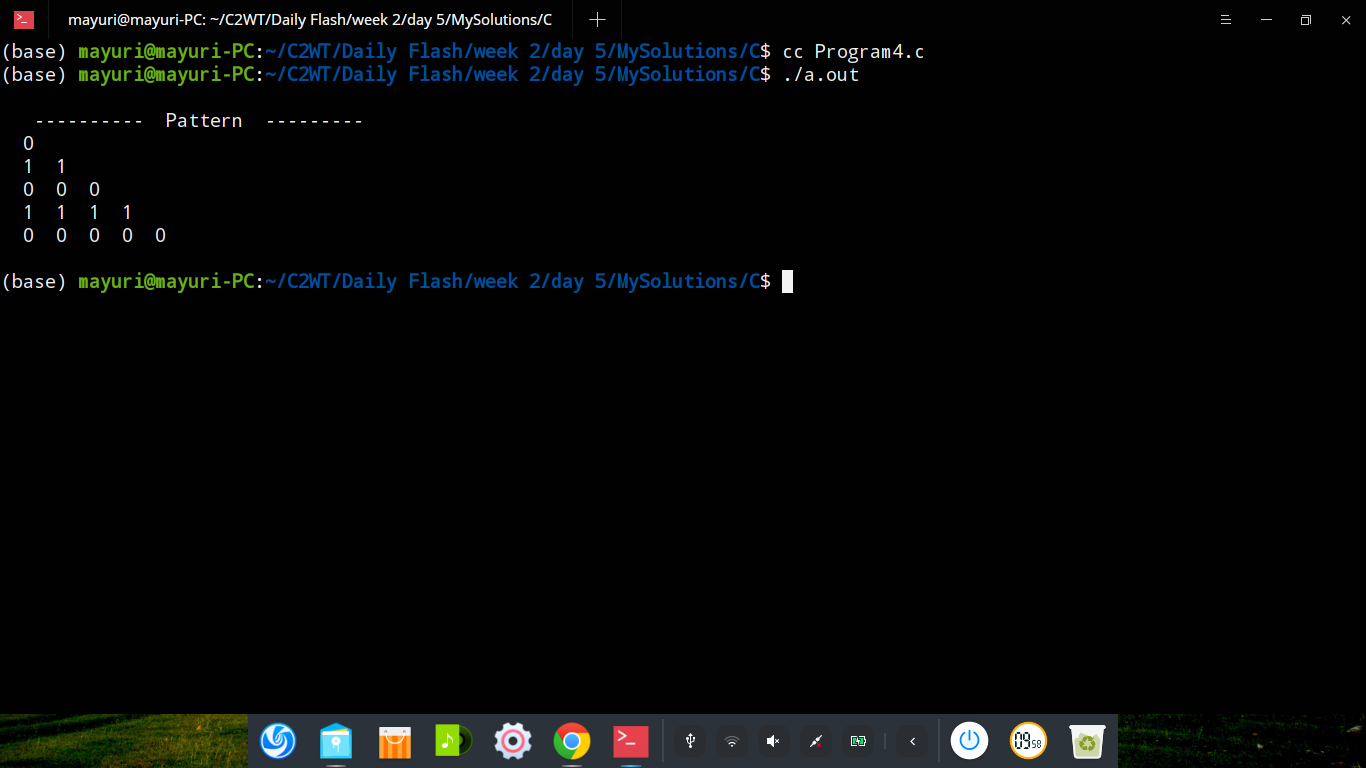 mayuri@mayuri-PC: ~/C2WT/Daily Flash/week 2/day 5/MySolutions/C
(base) mayuri@mayuri-PC:~/C2WT/Daily Flash/week 2/day 5/MySolutions/C$ cc Program4.c
(base) mayuri@mayuri-PC:~/C2WT/Daily Flash/week 2/day 5/MySolutions/C$ ./a.out
---------- Pattern ---------
0
1 1
0 0 0
1 1 1 1
0 0 0 0 0
(base) mayuri@mayuri-PC:~/C2WT/Daily Flash/week 2/day 5/MySolutions/C$
09 58